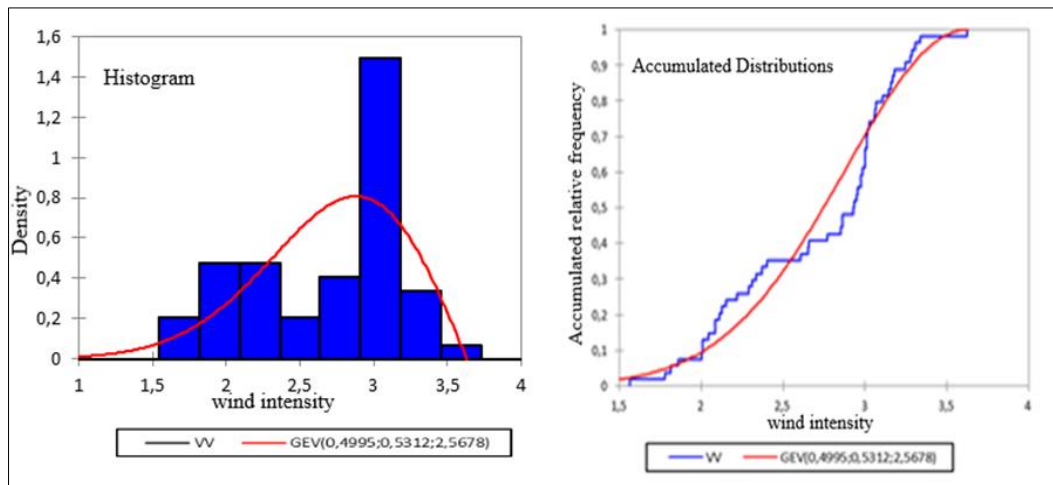 1,6
1,4
1,2
1
0,8
0,6
0,4
0,2
0
Density
Histogram
1 1,5 2 2,5 3 3,5 4
wind intensity
VV GEV(0,4995;0,5312;2,5678)
1
0,9
0,8
0,7
0,6
0,5
0,4
0,3
0,2
0,1
0
Accumulated relative frequency
Accumulated Distributions
1,5 2 2,5 3 3,5 4
wind intensity
VV GEV(0,4995;0,5312;2,5678)